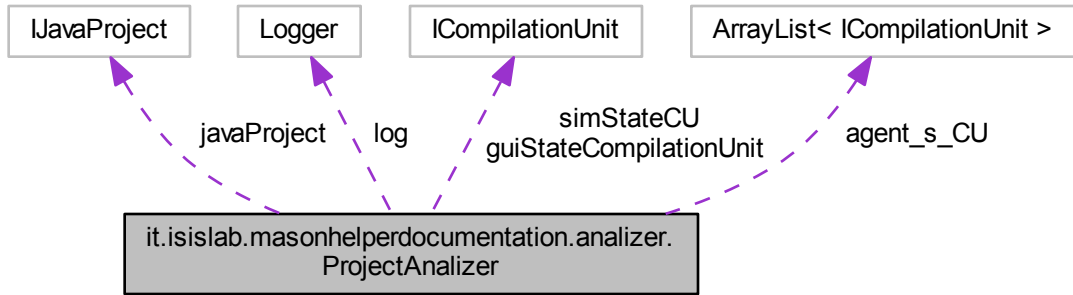 IJavaProject
Logger
ICompilationUnit
ArrayList< ICompilationUnit >
javaProject
log
simStateCU
guiStateCompilationUnit
agent_s_CU
it.isislab.masonhelperdocumentation.analizer.
ProjectAnalizer